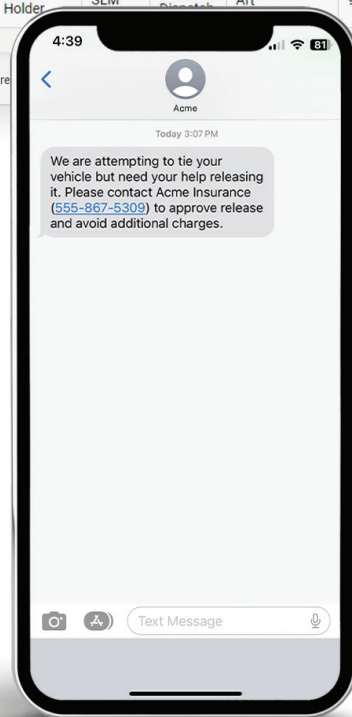 Holder
Art
4:39
81
Acme
Today 3:07 PM
We are attempting to tie your
vehicle but need your help releasing
it. Please contact Acme Insurance
(555-867-5309) to approve release
and avoid additional charges.
Text Message